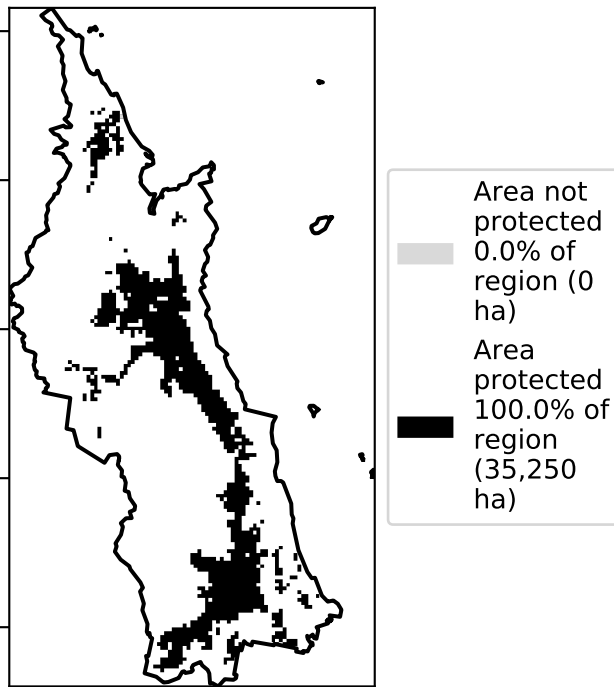 Area not
protected
0.0% of
region (0
ha)
Area
protected
100.0% of
region
(35,250
ha)